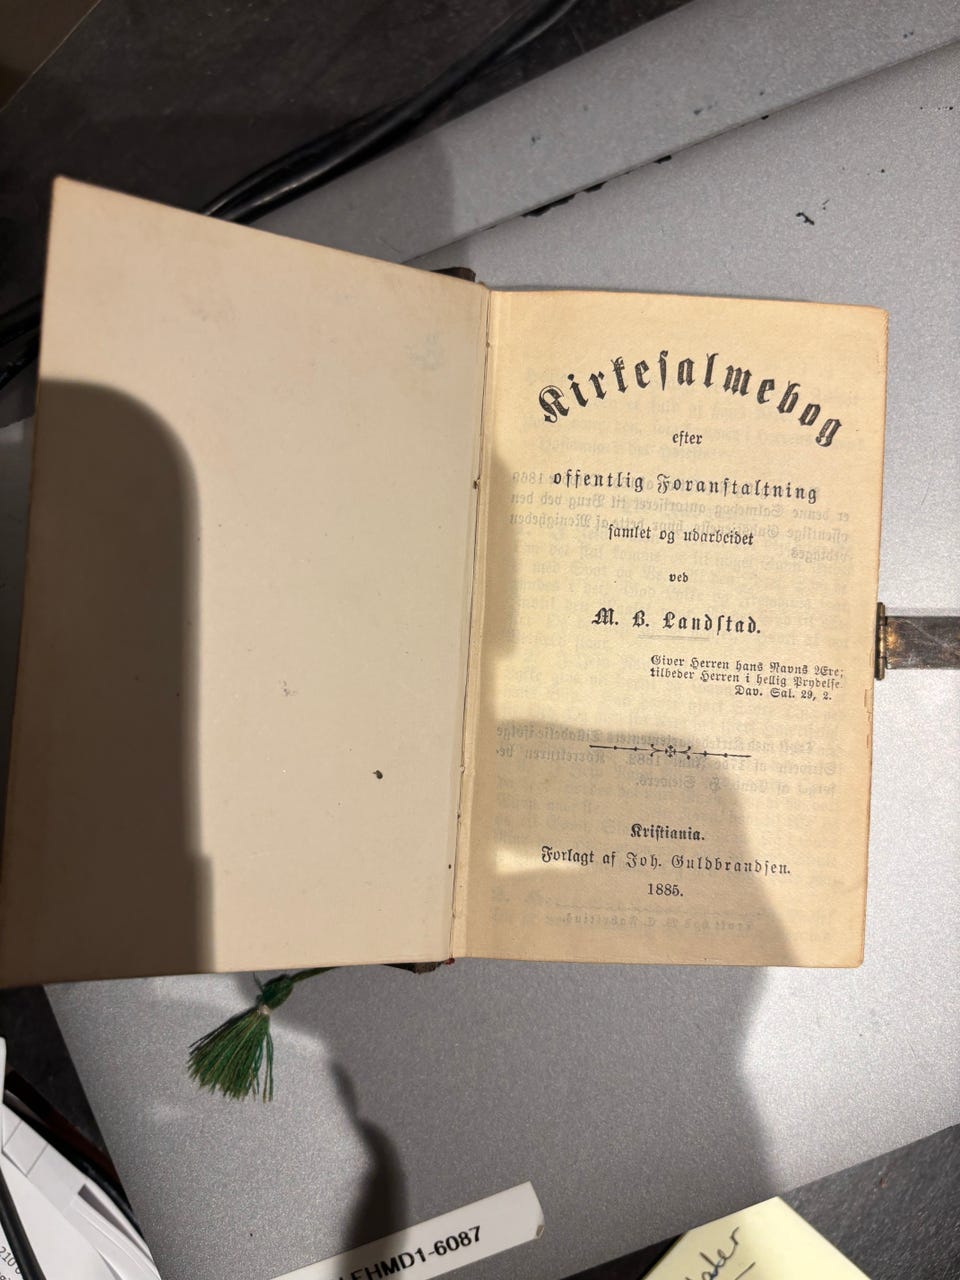 Kirkesalmebog
efter
offentlig Foranstaltning
samlet og udarbeidet
ved
M. B. Landstad.
Giver Herren hans Navns Ære;
tilbeder Herren i hellig Prydelse.
Dav. Sal. 29, 2.
Kristiania.
Forlagt af Joh. Guldbrandsen.
1885.
EHMD1-6087